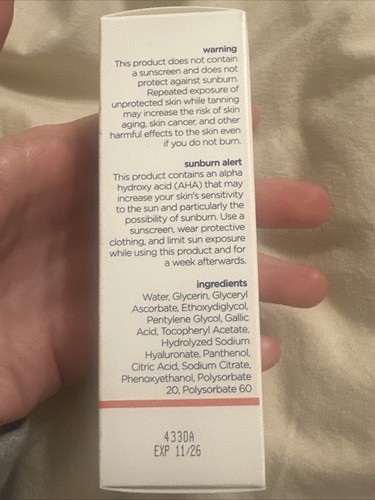 warning
This product does not contain
a sunscreen and does not
protect against sunburn.
Repeated exposure of
unprotected skin while tanning
may increase the risk of skin
aging, skin cancer, and other
harmful effects to the skin even
if you do not burn.
sunburn alert
This product contains an alpha
hydroxy acid (AHA) that may
increase your skin's sensitivity
to the sun and particularly the
possibility of sunburn. Use a
sunscreen, wear protective
clothing, and limit sun exposure
while using this product and for
a week afterwards.
ingredients
Water, Glycerin, Glyceryl
Ascorbate, Ethoxydiglycol,
Pentylene Glycol, Gallic
Acid, Tocopheryl Acetate,
Hydrolyzed Sodium
Hyaluronate, Panthenol,
Citric Acid, Sodium Citrate,
Phenoxyethanol, Polysorbate
20, Polysorbate 60
4330A
EXP 11/26